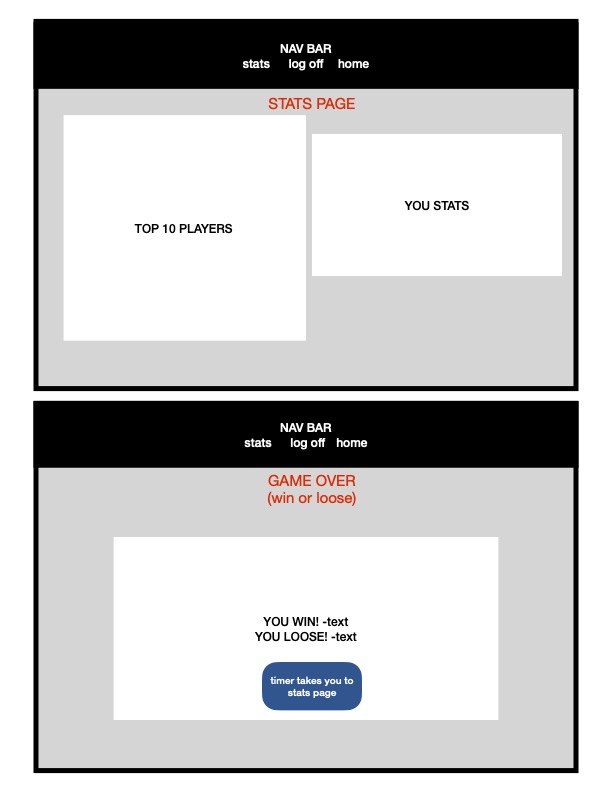 NAV BAR
stats log off home
STATS PAGE
TOP 10 PLAYERS
YOU STATS
NAV BAR
stats log off home
GAME OVER
(win or loose)
YOU WIN! -text
YOU LOOSE! -text
timer takes you to
stats page